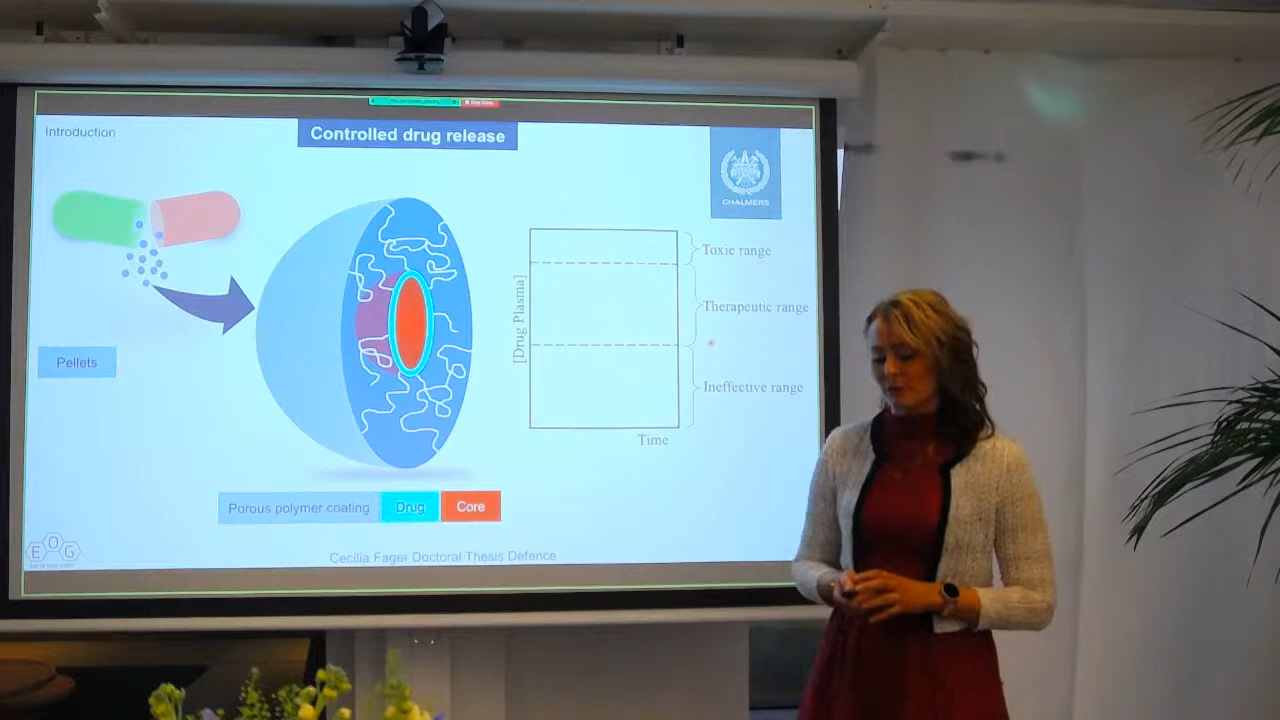 Introduction
Controlled drug release
CHALMERS
Toxic range
Therapeutic range
Ineffective range
[Drug Plasma]
Time
Pellets
Porous polymer coating
Drug
Core
EOG
Cecilia Fager Doctoral Thesis Defence